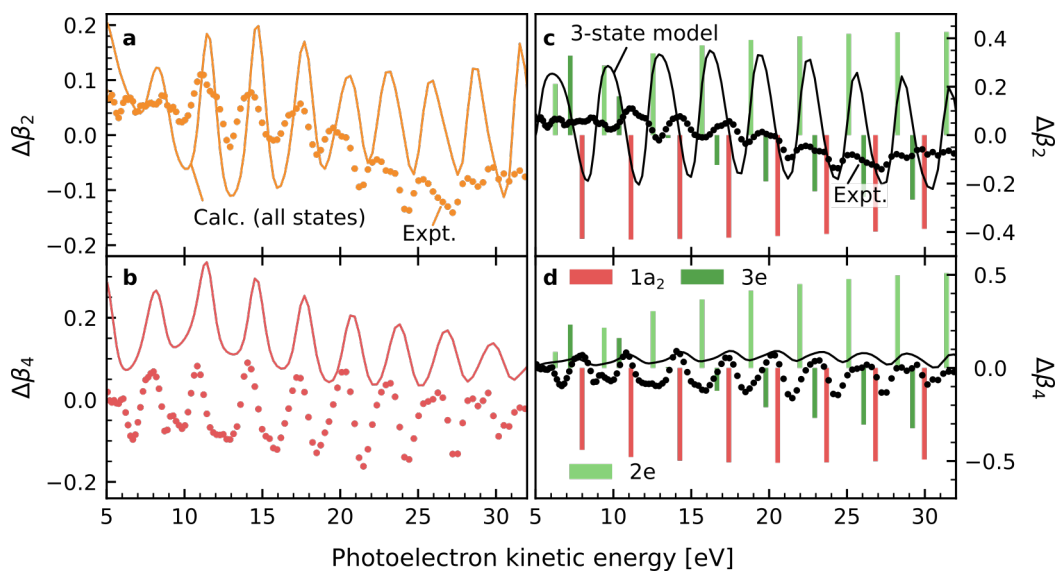 a
0.2
0.1
0.0
−0.1
−0.2
Δβ2
Calc. (all states)
Expt.
c
3-state model
Expt.
0.4
0.2
0.0
−0.2
−0.4
Δβ2
b
0.2
0.0
−0.2
Δβ4
5 10 15 20 25 30
d
1a2
3e
2e
0.5
0.0
−0.5
Δβ4
5 10 15 20 25 30
Photoelectron kinetic energy [eV]